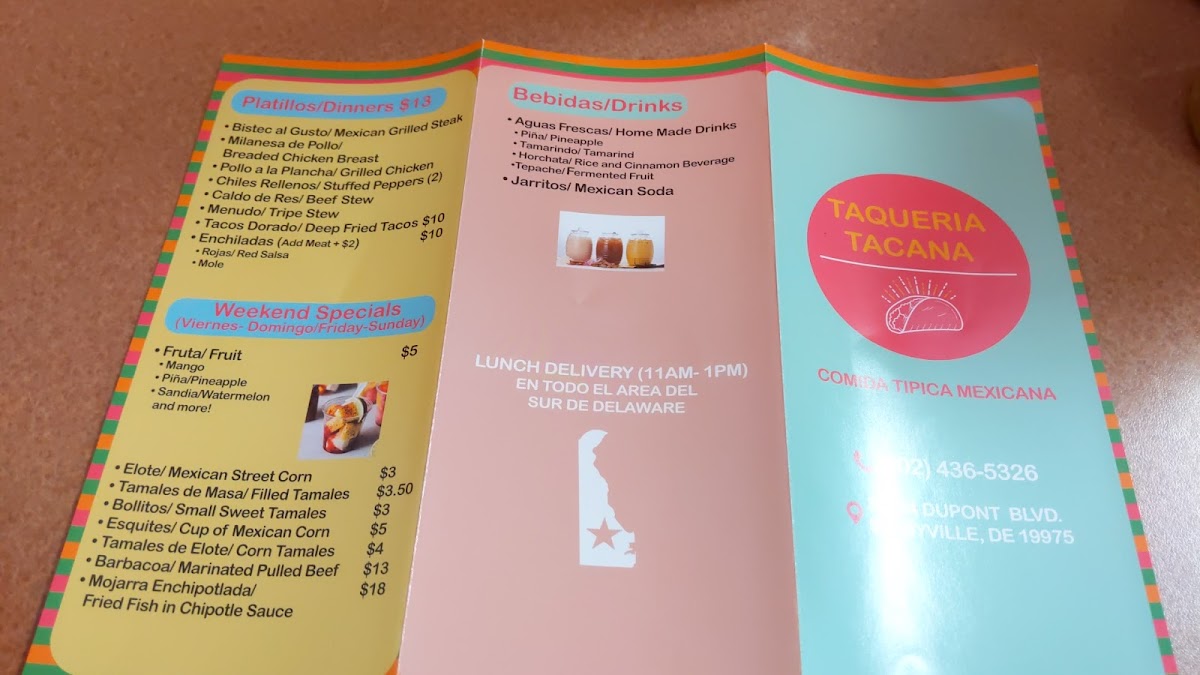 Platillos/Dinners $13
• Bistec al Gusto/ Mexican Grilled Steak
• Milanesa de Pollo/
Breaded Chicken Breast
• Pollo a la Plancha/ Grilled Chicken
• Chiles Rellenos/ Stuffed Peppers (2)
• Caldo de Res/ Beef Stew
• Menudo/ Tripe Stew
• Tacos Dorado/ Deep Fried Tacos $10
• Enchiladas (Add Meat + $2) $10
• Rojas/ Red Salsa
• Mole
Weekend Specials
(Viernes- Domingo/Friday-Sunday)
• Fruta/ Fruit $5
• Mango
• Piña/Pineapple
• Sandia/Watermelon
and more!
• Elote/ Mexican Street Corn $3
• Tamales de Masa/ Filled Tamales $3.50
• Bollitos/ Small Sweet Tamales $3
• Esquites/ Cup of Mexican Corn $5
• Tamales de Elote/ Corn Tamales $4
• Barbacoa/ Marinated Pulled Beef $13
• Mojarra Enchipotlada/ $18
Fried Fish in Chipotle Sauce
Bebidas/Drinks
• Aguas Frescas/ Home Made Drinks
• Piña/ Pineapple
• Tamarindo/ Tamarind
• Horchata/ Rice and Cinnamon Beverage
•Tepache/Fermented Fruit
• Jarritos/ Mexican Soda
LUNCH DELIVERY (11AM- 1PM)
EN TODO EL AREA DEL
SUR DE DELAWARE
TAQUERIA
TACANA
COMIDA TIPICA MEXICANA
436-5326
DUPONT BLVD.
DE 19975